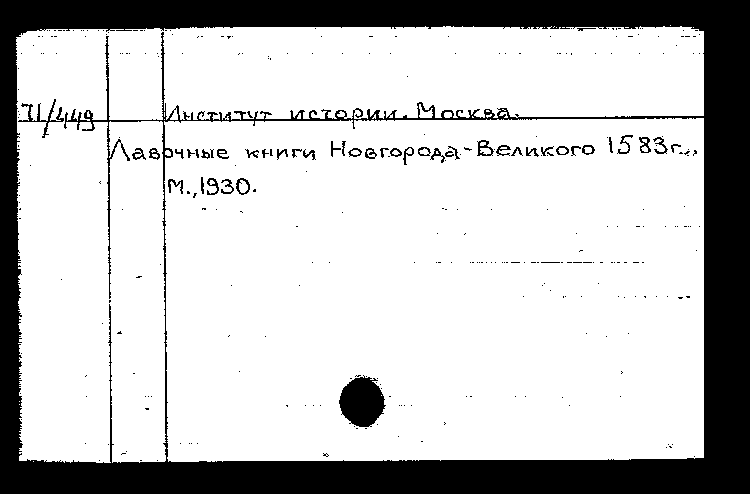 71/449
Институт истории. Москва.
Лавочные книги Новгорода-Великого 1583г.,
М.,1930.